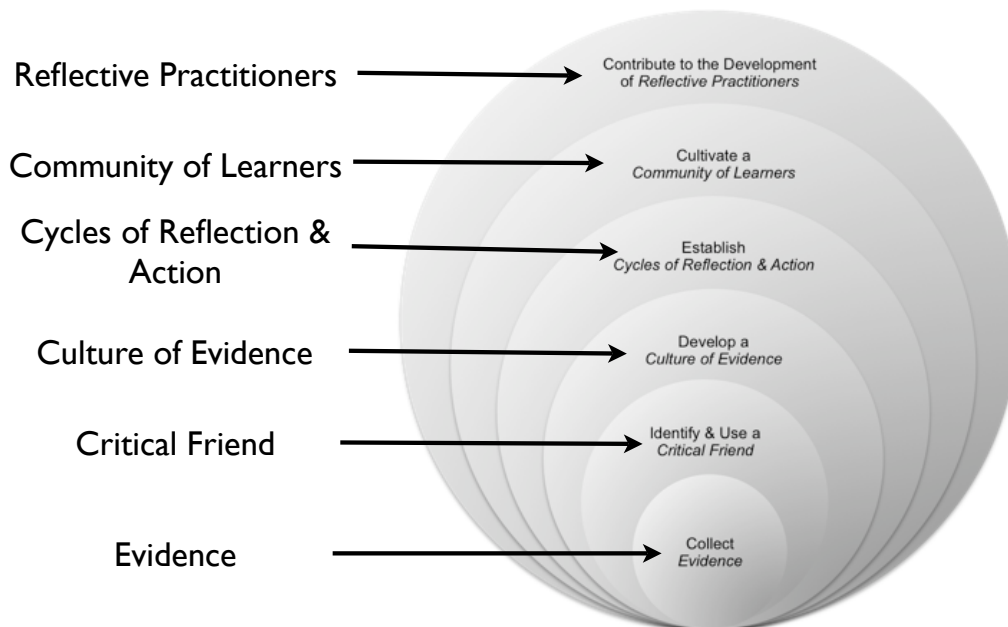 Reflective Practitioners
Contribute to the Development
of Reflective Practitioners
Community of Learners
Cultivate a
Community of Learners
Cycles of Reflection &
Action
Establish
Cycles of Reflection & Action
Culture of Evidence
Develop a
Culture of Evidence
Critical Friend
Identify & Use a
Critical Friend
Evidence
Collect
Evidence